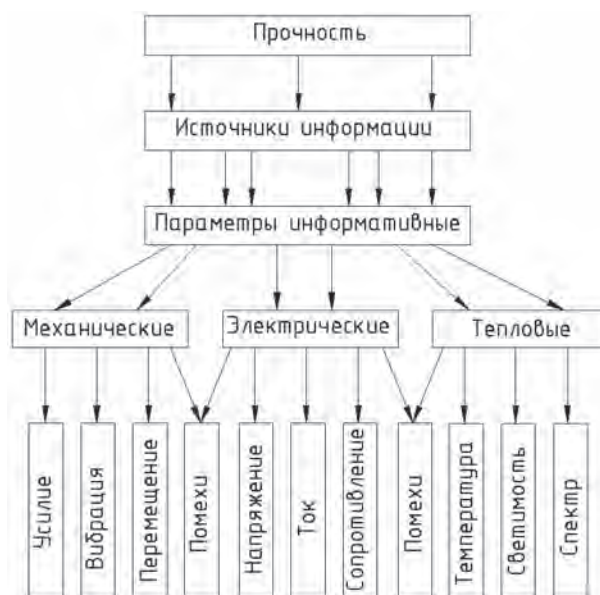 Прочность
Источники информации
Параметры информативные
Механические
Электрические
Тепловые
Усилие
Вибрация
Перемещение
Помехи
Напряжение
Ток
Сопротивление
Помехи
Температура
Светимость
Спектр